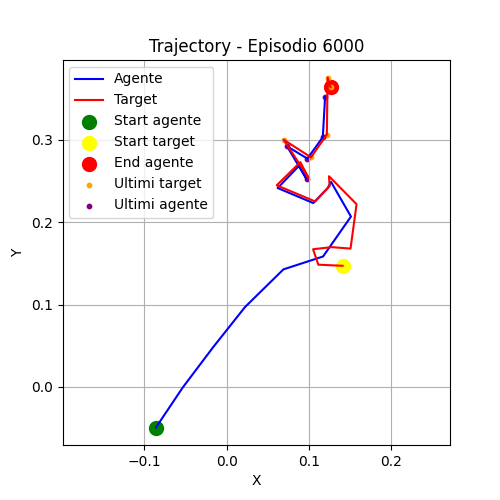 Trajectory - Episodio 6000
Agente
Target
Start agente
Start target
End agente
Ultimi target
Ultimi agente
Y
0.3
0.2
0.1
0.0
−0.1 0.0 0.1 0.2
X